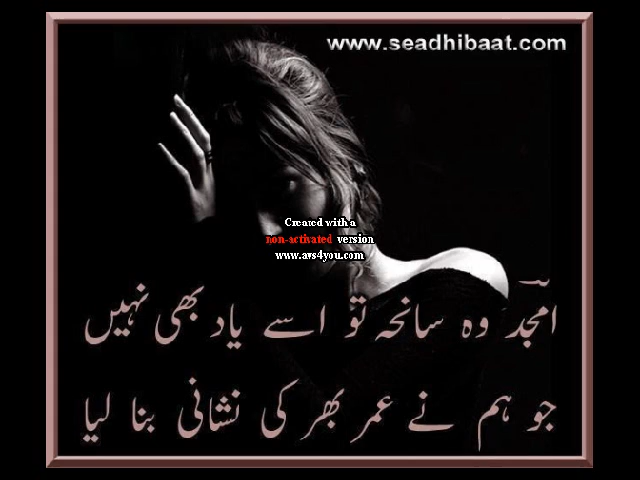 www.seadhibaat.com
Created with a
non-activated version
www.avs4you.com
امجدؔ وہ سانحہ تو اسے یاد بھی نہیں
جو ہم نے عمر بھر کی نشانی بنا لیا